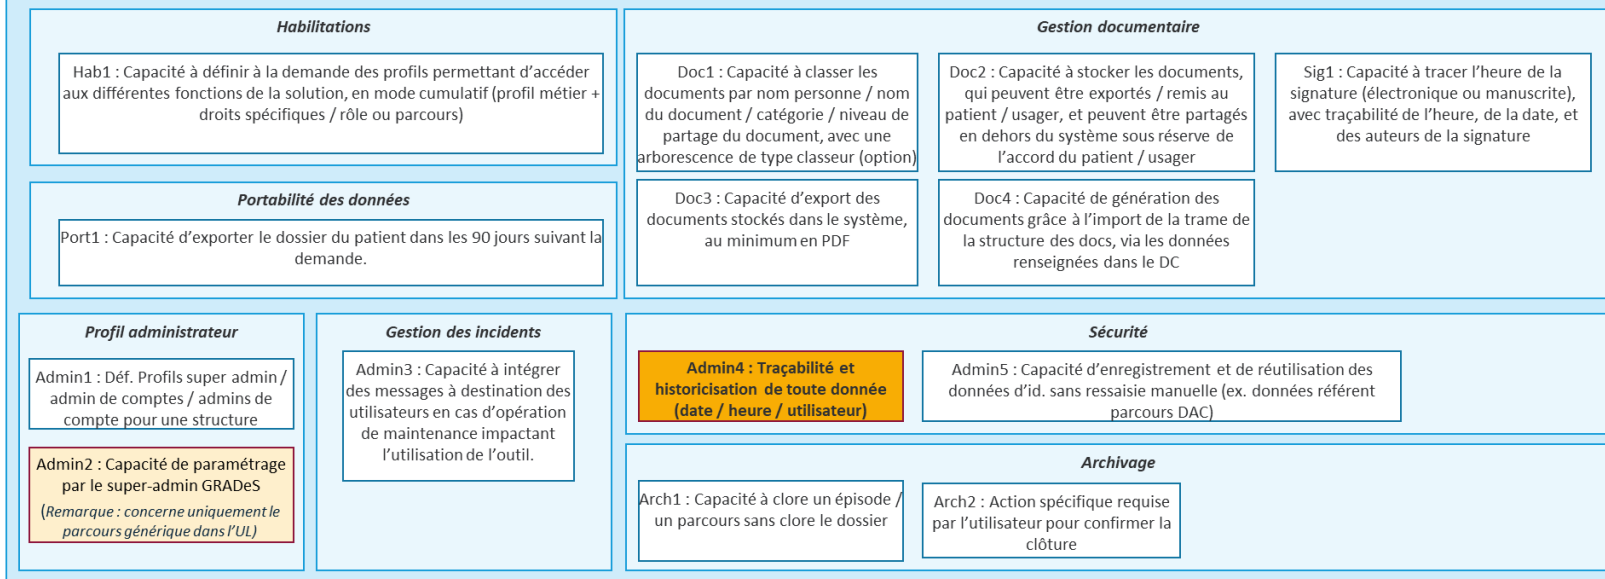 Habilitations
Hab1 : Capacité à définir à la demande des profils permettant d’accéder
aux différentes fonctions de la solution, en mode cumulatif (profil métier +
droits spécifiques / rôle ou parcours)
Portabilité des données
Port1 : Capacité d’exporter le dossier du patient dans les 90 jours suivant la
demande.
Gestion documentaire
Doc1 : Capacité à classer les
documents par nom personne / nom
du document / catégorie / niveau de
partage du document, avec une
arborescence de type classeur (option)
Doc2 : Capacité à stocker les documents,
qui peuvent être exportés / remis au
patient / usager, et peuvent être partagés
en dehors du système sous réserve de
l’accord du patient / usager
Sig1 : Capacité à tracer l’heure de la
signature (électronique ou manuscrite),
avec traçabilité de l’heure, de la date, et
des auteurs de la signature
Doc3 : Capacité d’export des
documents stockés dans le système,
au minimum en PDF
Doc4 : Capacité de génération des
documents grâce à l’import de la trame de
la structure des docs, via les données
renseignées dans le DC
Profil administrateur
Admin1 : Déf. Profils super admin /
admin de comptes / admins de
compte pour une structure
Admin2 : Capacité de paramétrage
par le super-admin GRADeS
(Remarque : concerne uniquement le
parcours générique dans l’UL)
Gestion des incidents
Admin3 : Capacité à intégrer
des messages à destination des
utilisateurs en cas d’opération
de maintenance impactant
l’utilisation de l’outil.
Sécurité
Admin4 : Traçabilité et
historicisation de toute donnée
(date / heure / utilisateur)
Admin5 : Capacité d’enregistrement et de réutilisation des
données d’id. sans ressaisie manuelle (ex. données référent
parcours DAC)
Archivage
Arch1 : Capacité à clore un épisode /
un parcours sans clore le dossier
Arch2 : Action spécifique requise
par l’utilisateur pour confirmer la
clôture